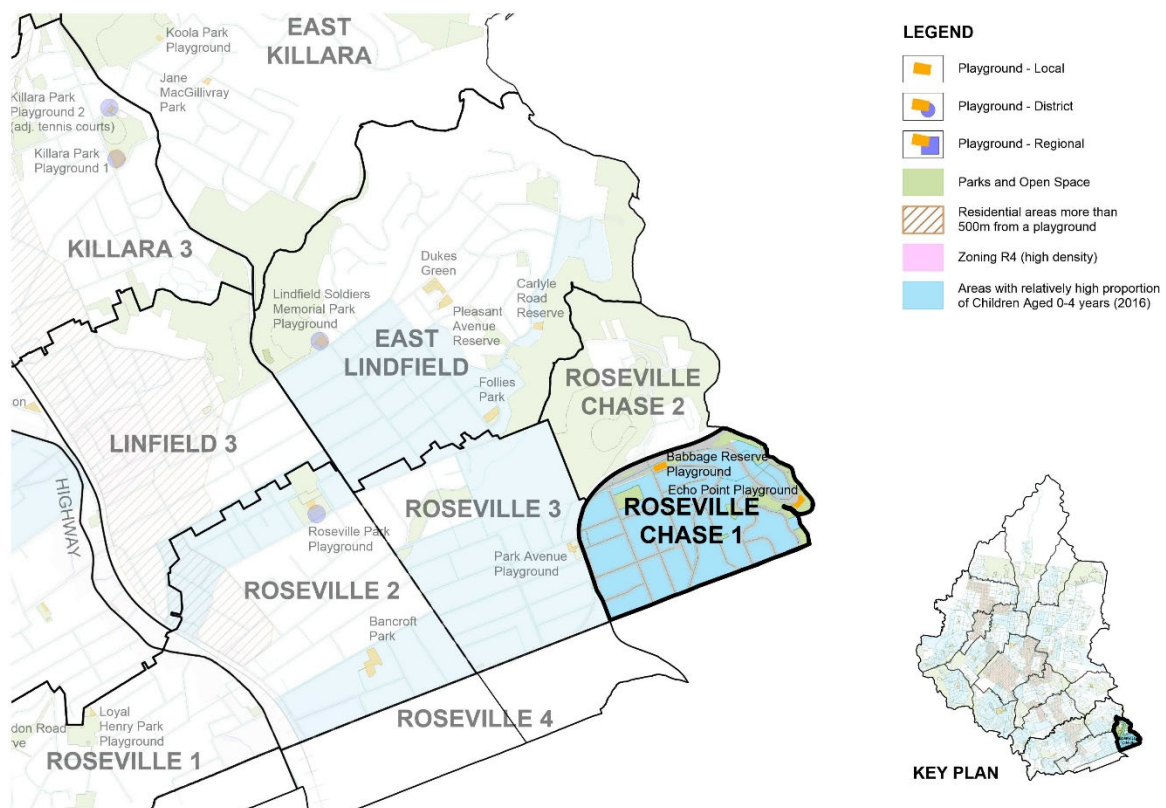 EAST
KILLARA
Koola Park
Playground
Jane
MacGillivray
Park
Killara Park
Playground 2
(adj. tennis courts)
Killara Park
Playground 1
KILLARA 3
Dukes
Green
Carlyle
Road
Reserve
Lindfield Soldiers
Memorial Park
Playground
Pleasant
Avenue
Reserve
EAST
LINDFIELD
Follies
Park
ROSEVILLE
CHASE 2
on
LINFIELD 3
HIGHWAY
Babbage Reserve
Playground
Echo Point Playground
ROSEVILLE
CHASE 1
ROSEVILLE 3
Roseville Park
Playground
Park Avenue
Playground
ROSEVILLE 2
Bancroft
Park
ROSEVILLE 4
Loyal
Henry Park
Playground
don Road
rve
ROSEVILLE 1
LEGEND
Playground - Local
Playground - District
Playground - Regional
Parks and Open Space
Residential areas more than
500m from a playground
Zoning R4 (high density)
Areas with relatively high proportion
of Children Aged 0-4 years (2016)
KEY PLAN